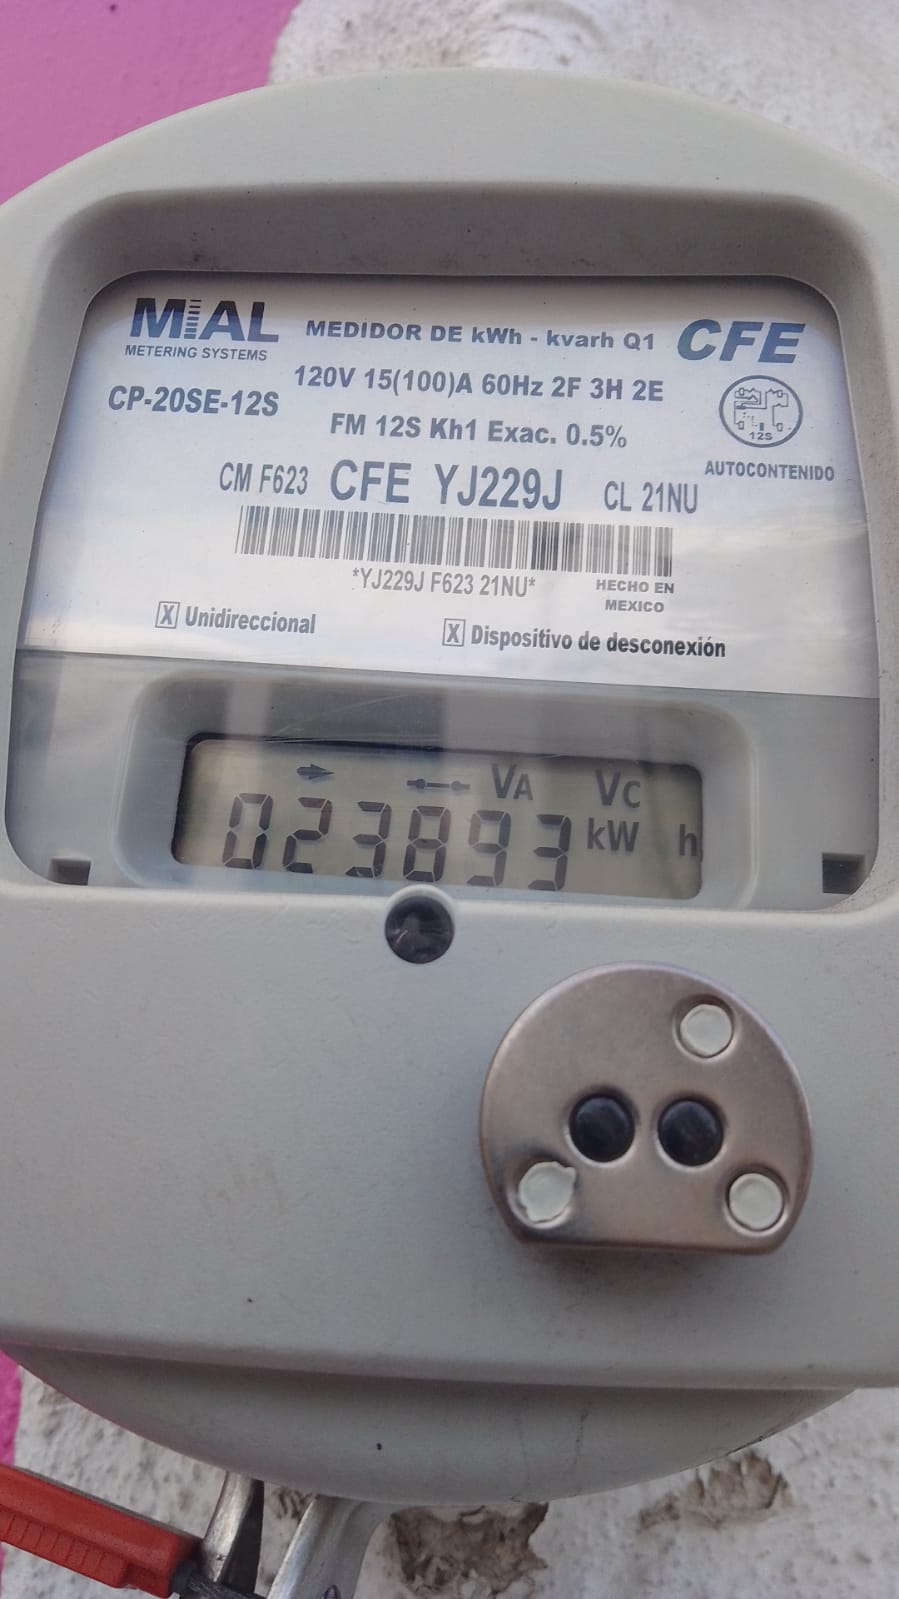 MIAL
METERING SYSTEMS
MEDIDOR DE kWh - kvarh Q1
CFE
CP-20SE-12S
120V 15(100)A 60Hz 2F 3H 2E
FM 12S Kh1 Exac. 0.5%
12S
AUTOCONTENIDO
CM F623 CFE YJ229J CL 21NU
*YJ229J F623 21NU*
HECHO EN
MEXICO
X Unidireccional
X Dispositivo de desconexión
VA VC
023893 kW h